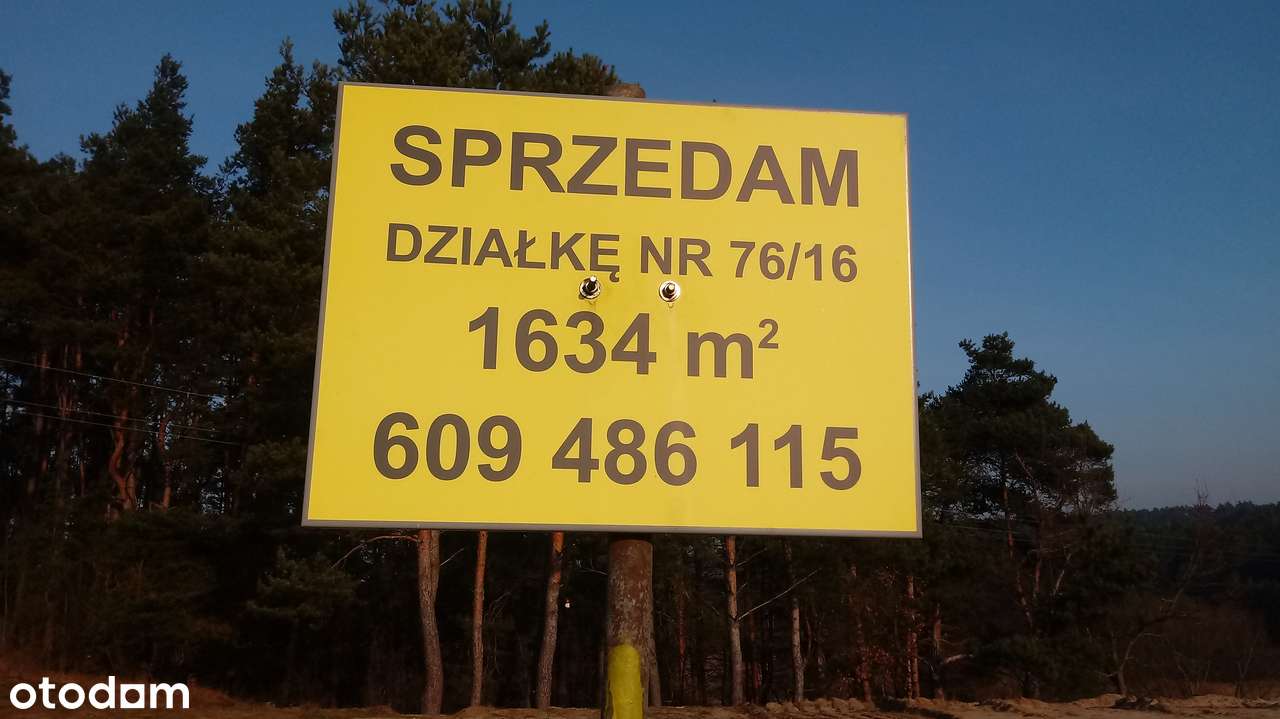 SPRZEDAM
DZIAŁKĘ NR 76/16
1634 m²
609 486 115
otodom